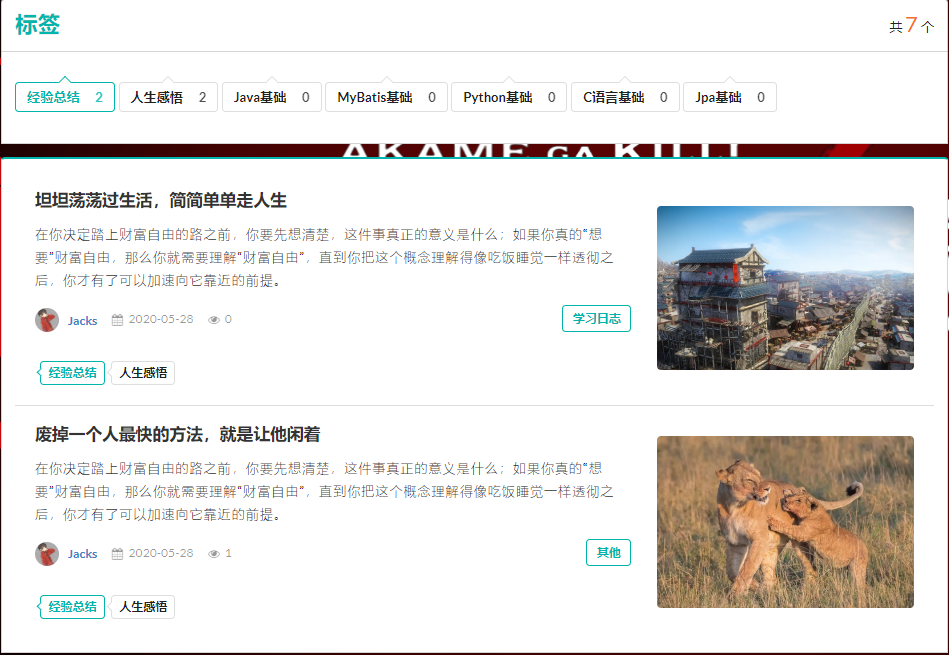 标签
共 7 个
经验总结 2 人生感悟 2 Java基础 0 MyBatis基础 0 Python基础 0 C语言基础 0 Jpa基础 0
AKAME GA KILL!
坦坦荡荡过生活，简简单单走人生
在你决定踏上财富自由的路之前，你要先想清楚，这件事真正的意义是什么；如果你真的“想
要”财富自由，那么你就需要理解“财富自由”，直到你把这个概念理解得像吃饭睡觉一样透彻之
后，你才有了可以加速向它靠近的前提。
Jacks 2020-05-28 0 学习日志
经验总结 人生感悟
废掉一个人最快的方法，就是让他闲着
在你决定踏上财富自由的路之前，你要先想清楚，这件事真正的意义是什么；如果你真的“想
要”财富自由，那么你就需要理解“财富自由”，直到你把这个概念理解得像吃饭睡觉一样透彻之
后，你才有了可以加速向它靠近的前提。
Jacks 2020-05-28 1 其他
经验总结 人生感悟